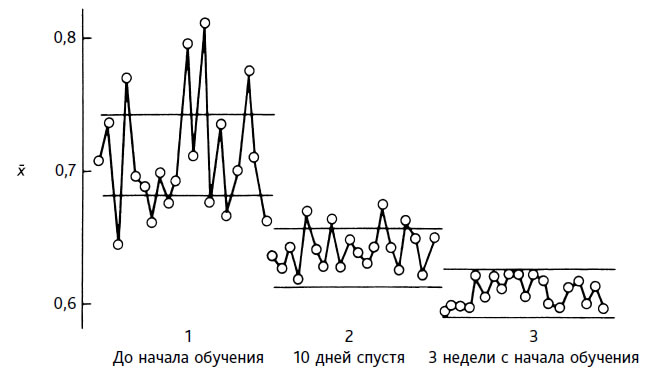 0,8
0,7
x̄
0,6
1 2 3
До начала обучения 10 дней спустя 3 недели с начала обучения